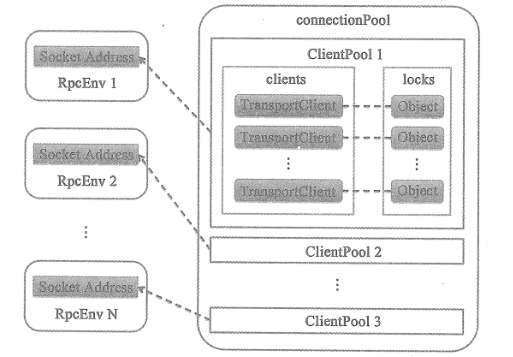 connectionPool
Socket Address
RpcEnv 1
ClientPool 1
clients
locks
TransportClient
Object
Socket Address
RpcEnv 2
TransportClient
Object
⋮
⋮
TransportClient
Object
⋮
ClientPool 2
⋮
Socket Address
RpcEnv N
ClientPool 3